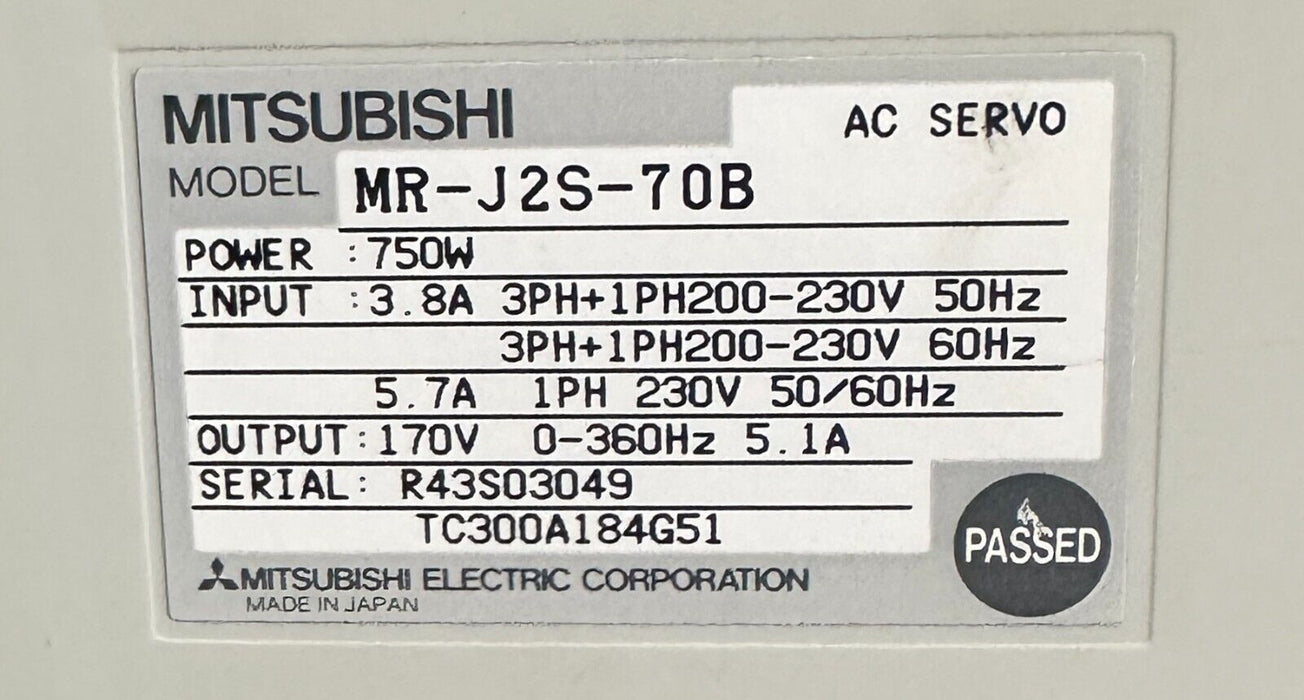 MITSUBISHI
AC SERVO
MODEL MR-J2S-70B
POWER :750W
INPUT :3.8A 3PH+1PH200-230V 50Hz
3PH+1PH200-230V 60Hz
5.7A 1PH 230V 50/60Hz
OUTPUT:170V 0-360Hz 5.1A
SERIAL: R43S03049
TC300A184G51
PASSED
MITSUBISHI ELECTRIC CORPORATION
MADE IN JAPAN